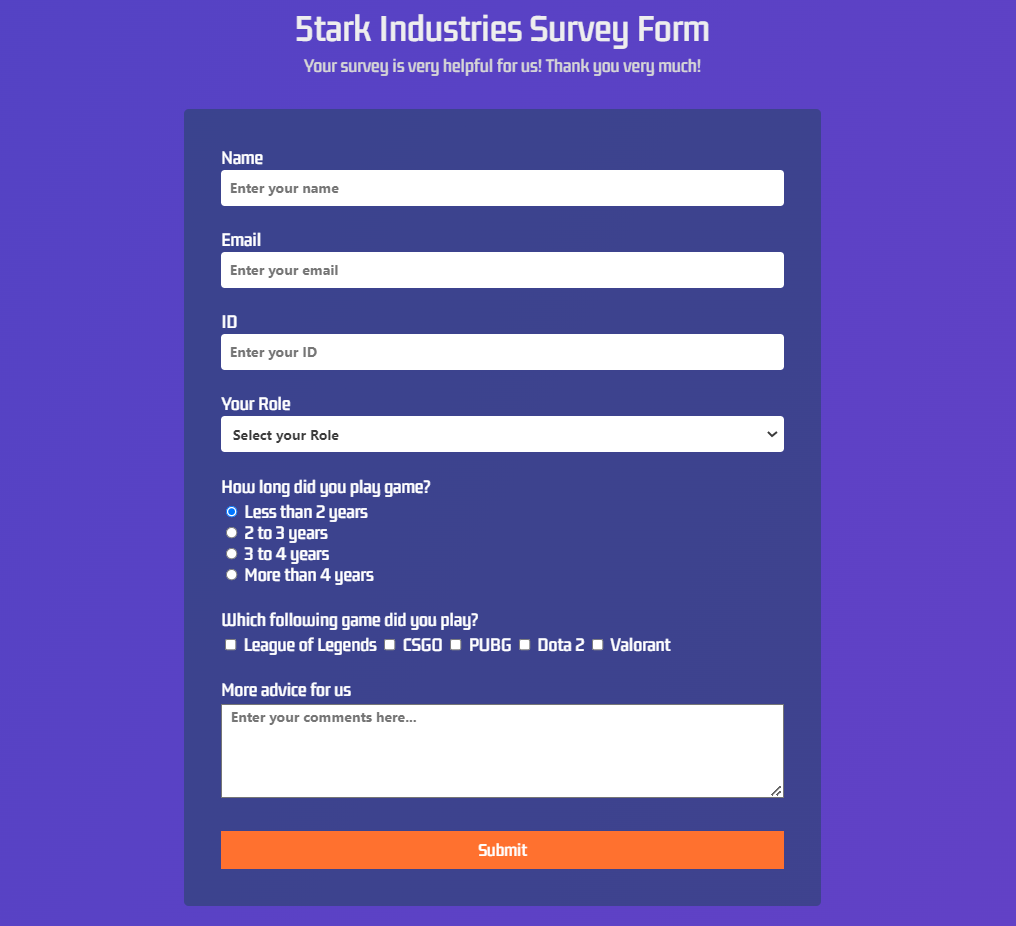 Stark Industries Survey Form
Your survey is very helpful for us! Thank you very much!
Name
Enter your name
Email
Enter your email
ID
Enter your ID
Your Role
Select your Role
How long did you play game?
Less than 2 years
2 to 3 years
3 to 4 years
More than 4 years
Which following game did you play?
League of Legends CSGO PUBG Dota 2 Valorant
More advice for us
Enter your comments here...
Submit